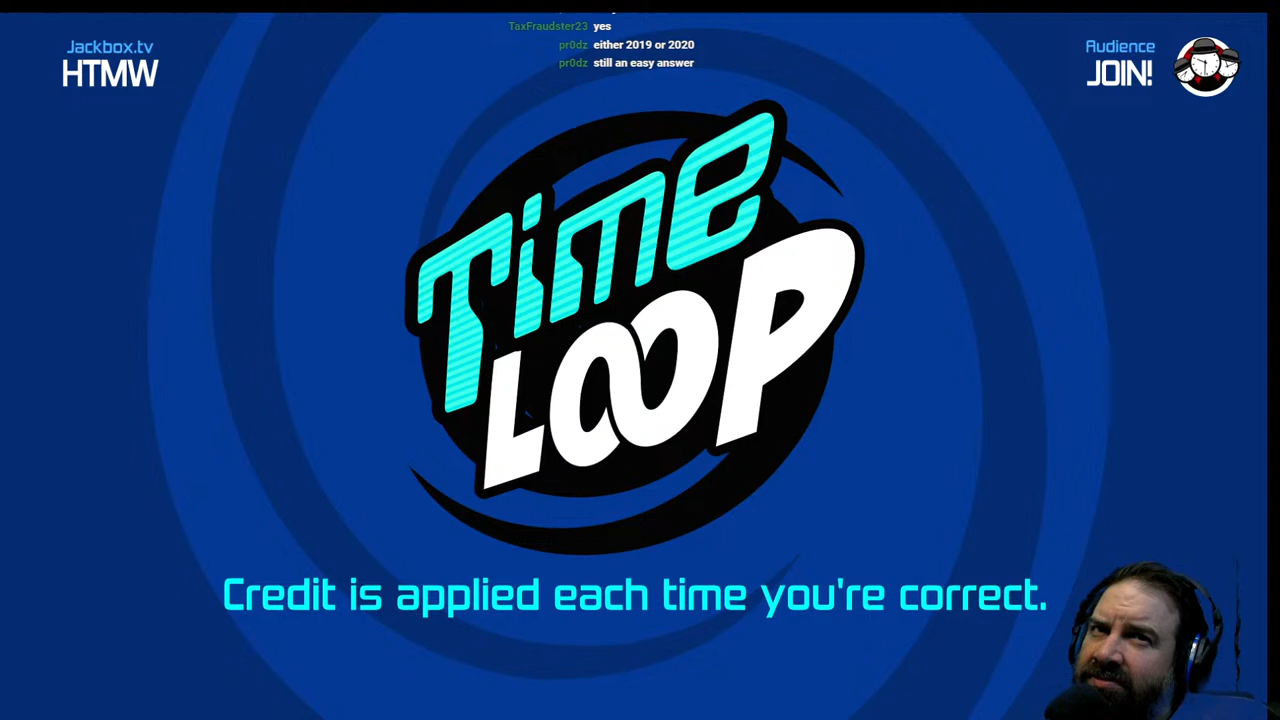 TaxFraudster23 yes
pr0dz either 2019 or 2020
pr0dz still an easy answer
Jackbox.tv
HTMW
Audience
JOIN!
Time
LOOP
Credit is applied each time you're correct.